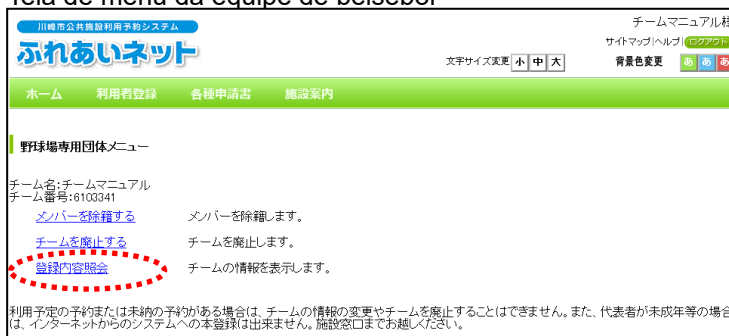 Tela de menu da equipe de beisebol
川崎市公共施設利用予約システム
ふれあいネット
チームマニュアル様
サイトマップ|ヘルプ|ログアウト
文字サイズ変更 小 中 大
背景色変更 あ あ あ
ホーム 利用者登録 各種申請書 施設案内
野球場専用団体メニュー
チーム名:チームマニュアル
チーム番号:6103341
メンバーを除籍する メンバーを除籍します。
チームを廃止する チームを廃止します。
登録内容照会 チームの情報を表示します。
利用予定の予約または未納の予約がある場合は、チームの情報の変更やチームを廃止することはできません。また、代表者が未成年等の場合
は、インターネットからのシステムへの本登録は出来ません。施設窓口までお越しください。